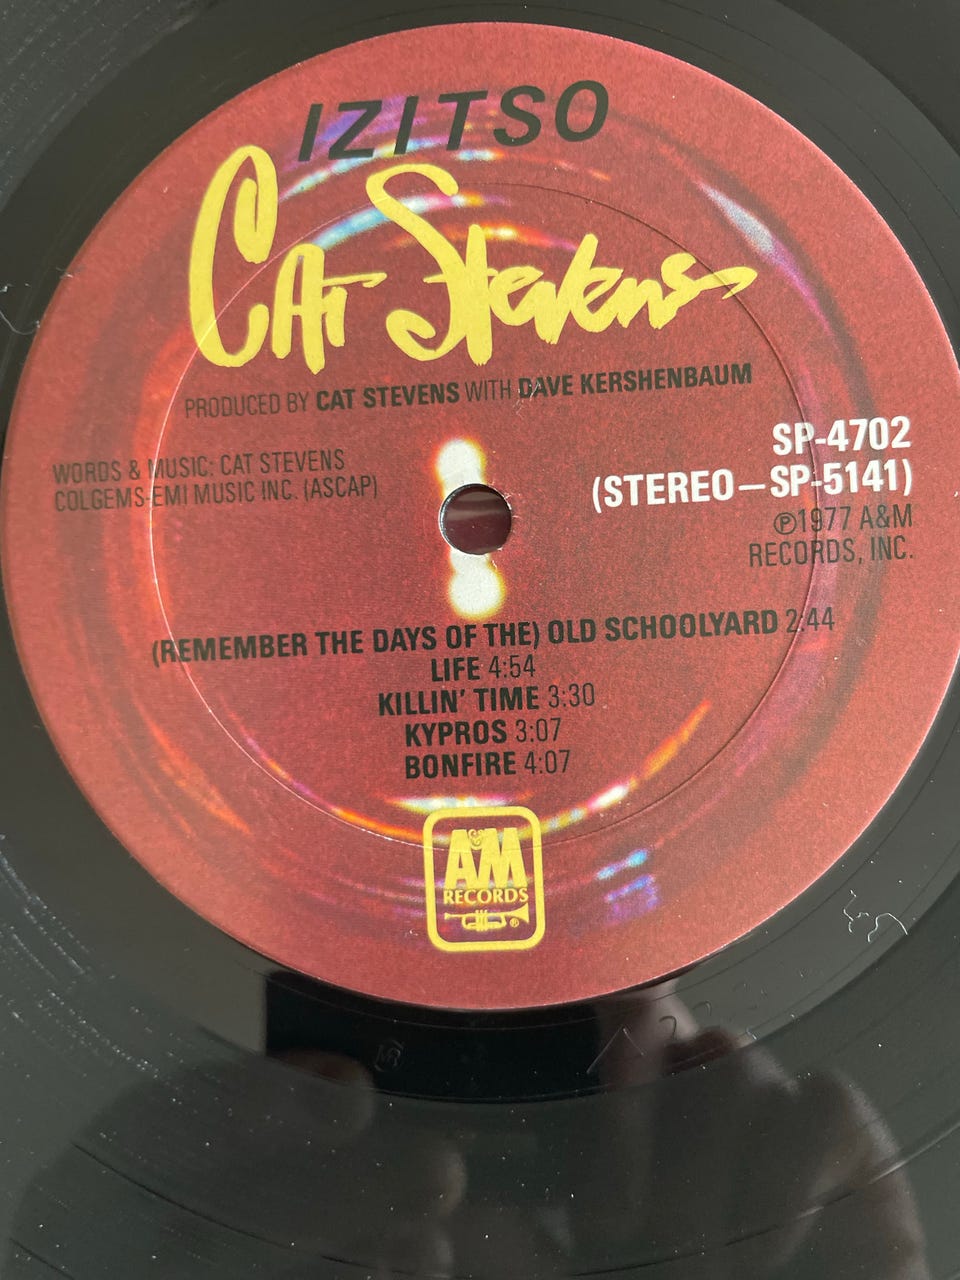 IZITSO
Cat Stevens
PRODUCED BY CAT STEVENS WITH DAVE KERSHENBAUM
SP-4702
WORDS & MUSIC: CAT STEVENS
COLGEMS-EMI MUSIC INC. (ASCAP)
(STEREO—SP-5141)
℗1977 A&M
RECORDS, INC.
(REMEMBER THE DAYS OF THE) OLD SCHOOLYARD 2:44
LIFE 4:54
KILLIN' TIME 3:30
KYPROS 3:07
BONFIRE 4:07
A&M
RECORDS
®
MR